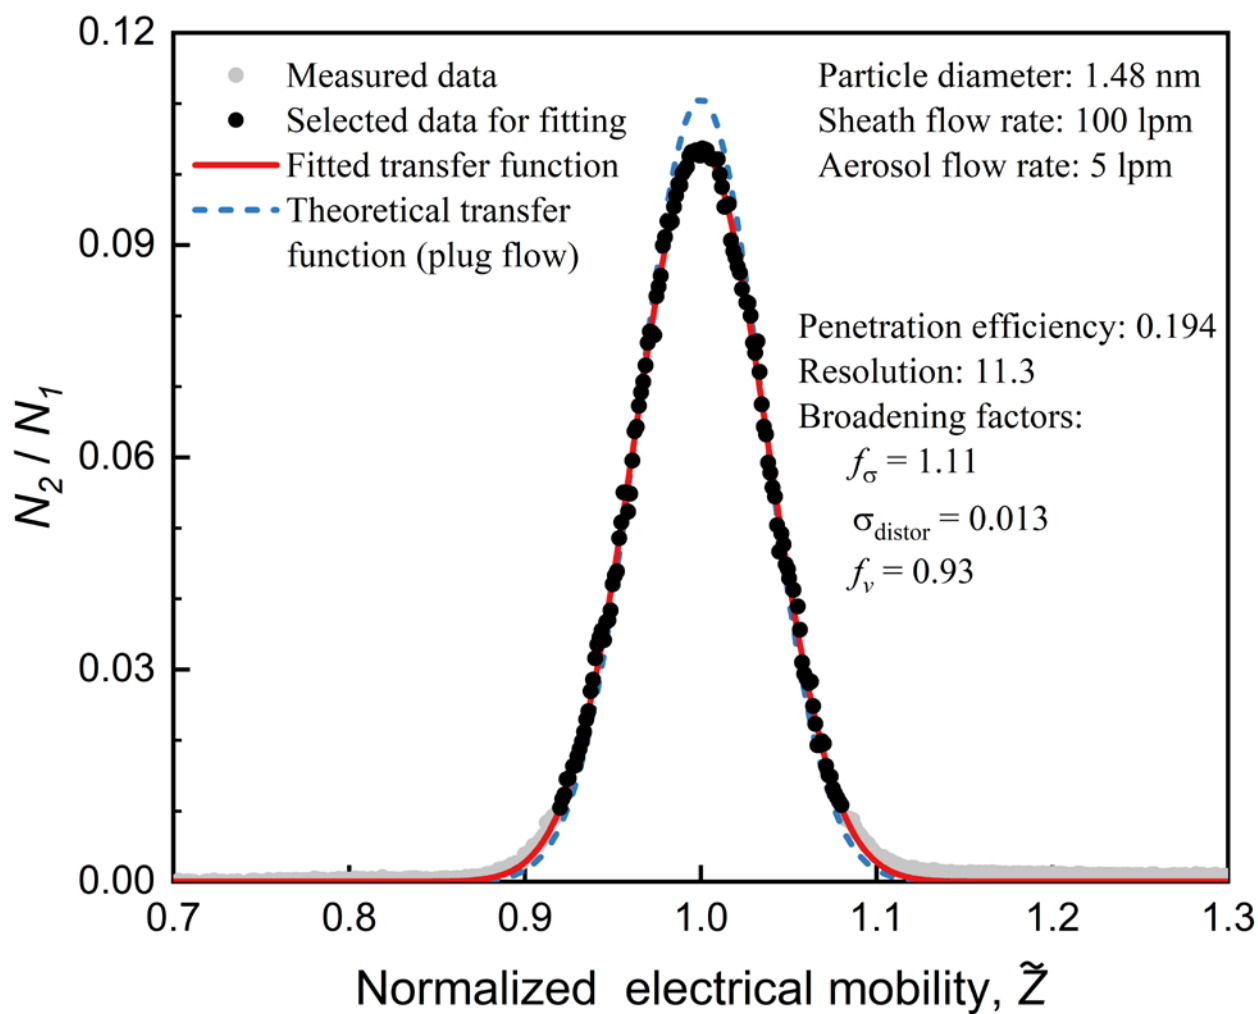 0.12
0.09
0.06
0.03
0.00
N2 / N1
Measured data
Selected data for fitting
Fitted transfer function
Theoretical transfer
function (plug flow)
Particle diameter: 1.48 nm
Sheath flow rate: 100 lpm
Aerosol flow rate: 5 lpm
Penetration efficiency: 0.194
Resolution: 11.3
Broadening factors:
fσ = 1.11
σdistor = 0.013
fv = 0.93
0.7 0.8 0.9 1.0 1.1 1.2 1.3
Normalized electrical mobility, Z̃